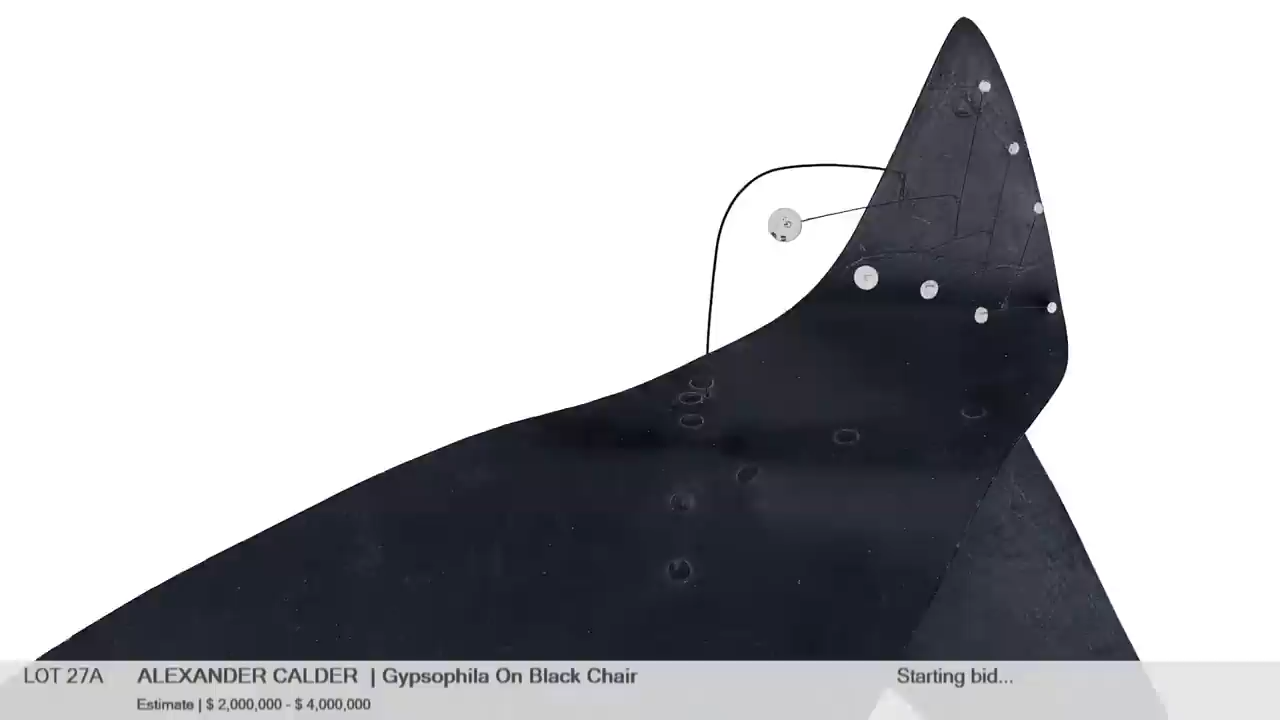 LOT 27A ALEXANDER CALDER | Gypsophila On Black Chair Starting bid...
Estimate | $ 2,000,000 - $ 4,000,000